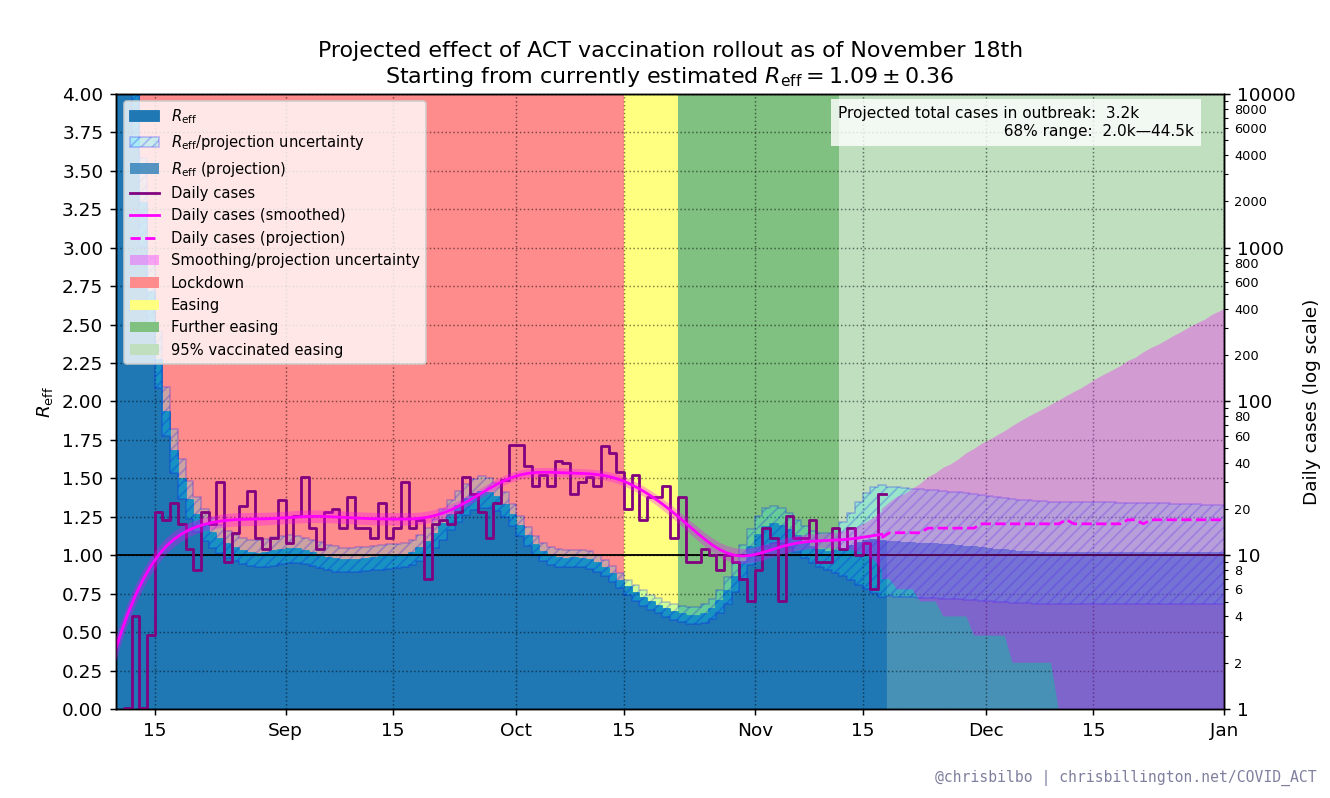 Projected effect of ACT vaccination rollout as of November 18th
Starting from currently estimated Reff = 1.09 ± 0.36
Projected total cases in outbreak: 3.2k
68% range: 2.0k—44.5k
Reff
Reff/projection uncertainty
Reff (projection)
Daily cases
Daily cases (smoothed)
Daily cases (projection)
Smoothing/projection uncertainty
Lockdown
Easing
Further easing
95% vaccinated easing
Reff
4.00
3.75
3.50
3.25
3.00
2.75
2.50
2.25
2.00
1.75
1.50
1.25
1.00
0.75
0.50
0.25
0.00
10000
8000
6000
4000
2000
1000
800
600
400
200
100
80
60
40
20
10
8
6
4
2
1
Daily cases (log scale)
15 Sep 15 Oct 15 Nov 15 Dec 15 Jan
@chrisbilbo | chrisbillington.net/COVID_ACT